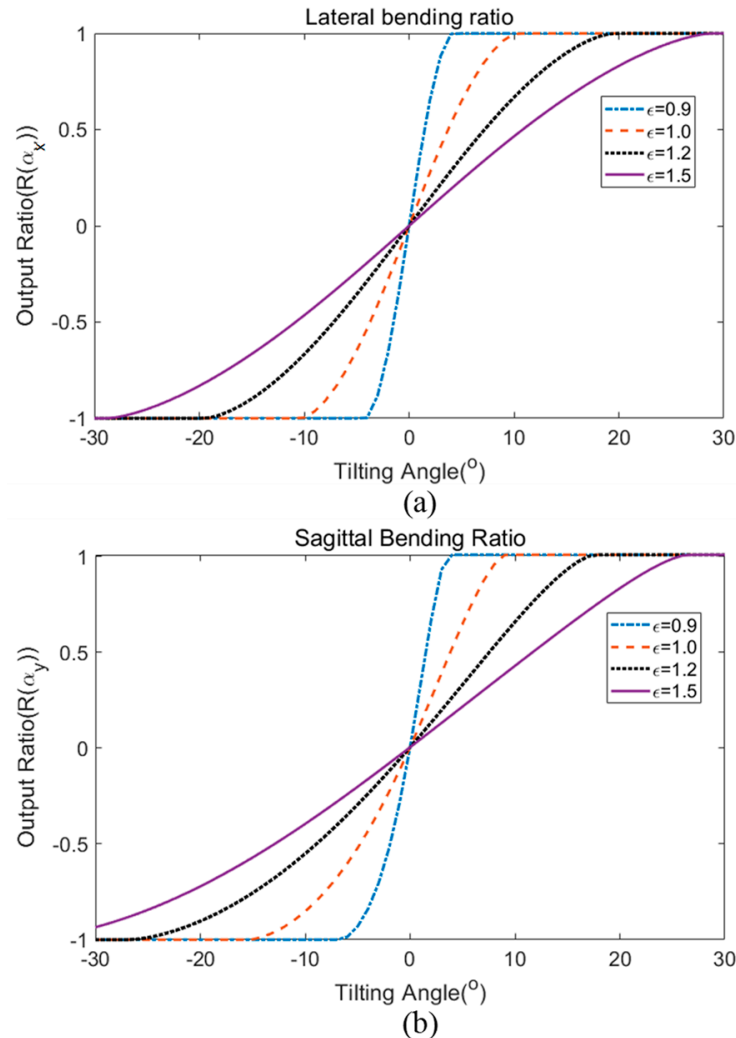 Lateral bending ratio
1
0.5
0
-0.5
-1
Output Ratio(R(αx))
ϵ=0.9
ϵ=1.0
ϵ=1.2
ϵ=1.5
-30 -20 -10 0 10 20 30
Tilting Angle(o)
(a)
Sagittal Bending Ratio
1
0.5
0
-0.5
-1
Output Ratio(R(αy))
ϵ=0.9
ϵ=1.0
ϵ=1.2
ϵ=1.5
-30 -20 -10 0 10 20 30
Tilting Angle(o)
(b)